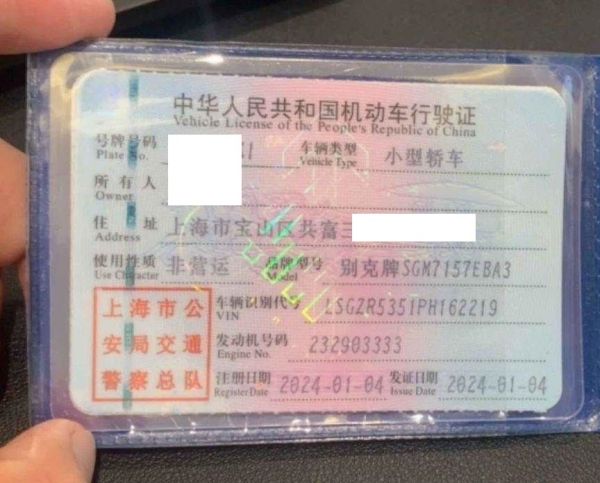 中华人民共和国机动车行驶证
Vehicle License of the People's Republic of China
号牌号码 车辆类型 小型轿车
Plate No. Vehicle Type
所有人
Owner
住址 上海市宝山区共富三
Address
使用性质 非营运 品牌型号 别克牌SGM7157EBA3
Use Character Model
车辆识别代号 LSGZR5351PH162219
VIN
发动机号码 232903333
Engine No.
注册日期 2024-01-04 发证日期 2024-01-04
Register Date Issue Date
上海市公
安局交通
警察总队